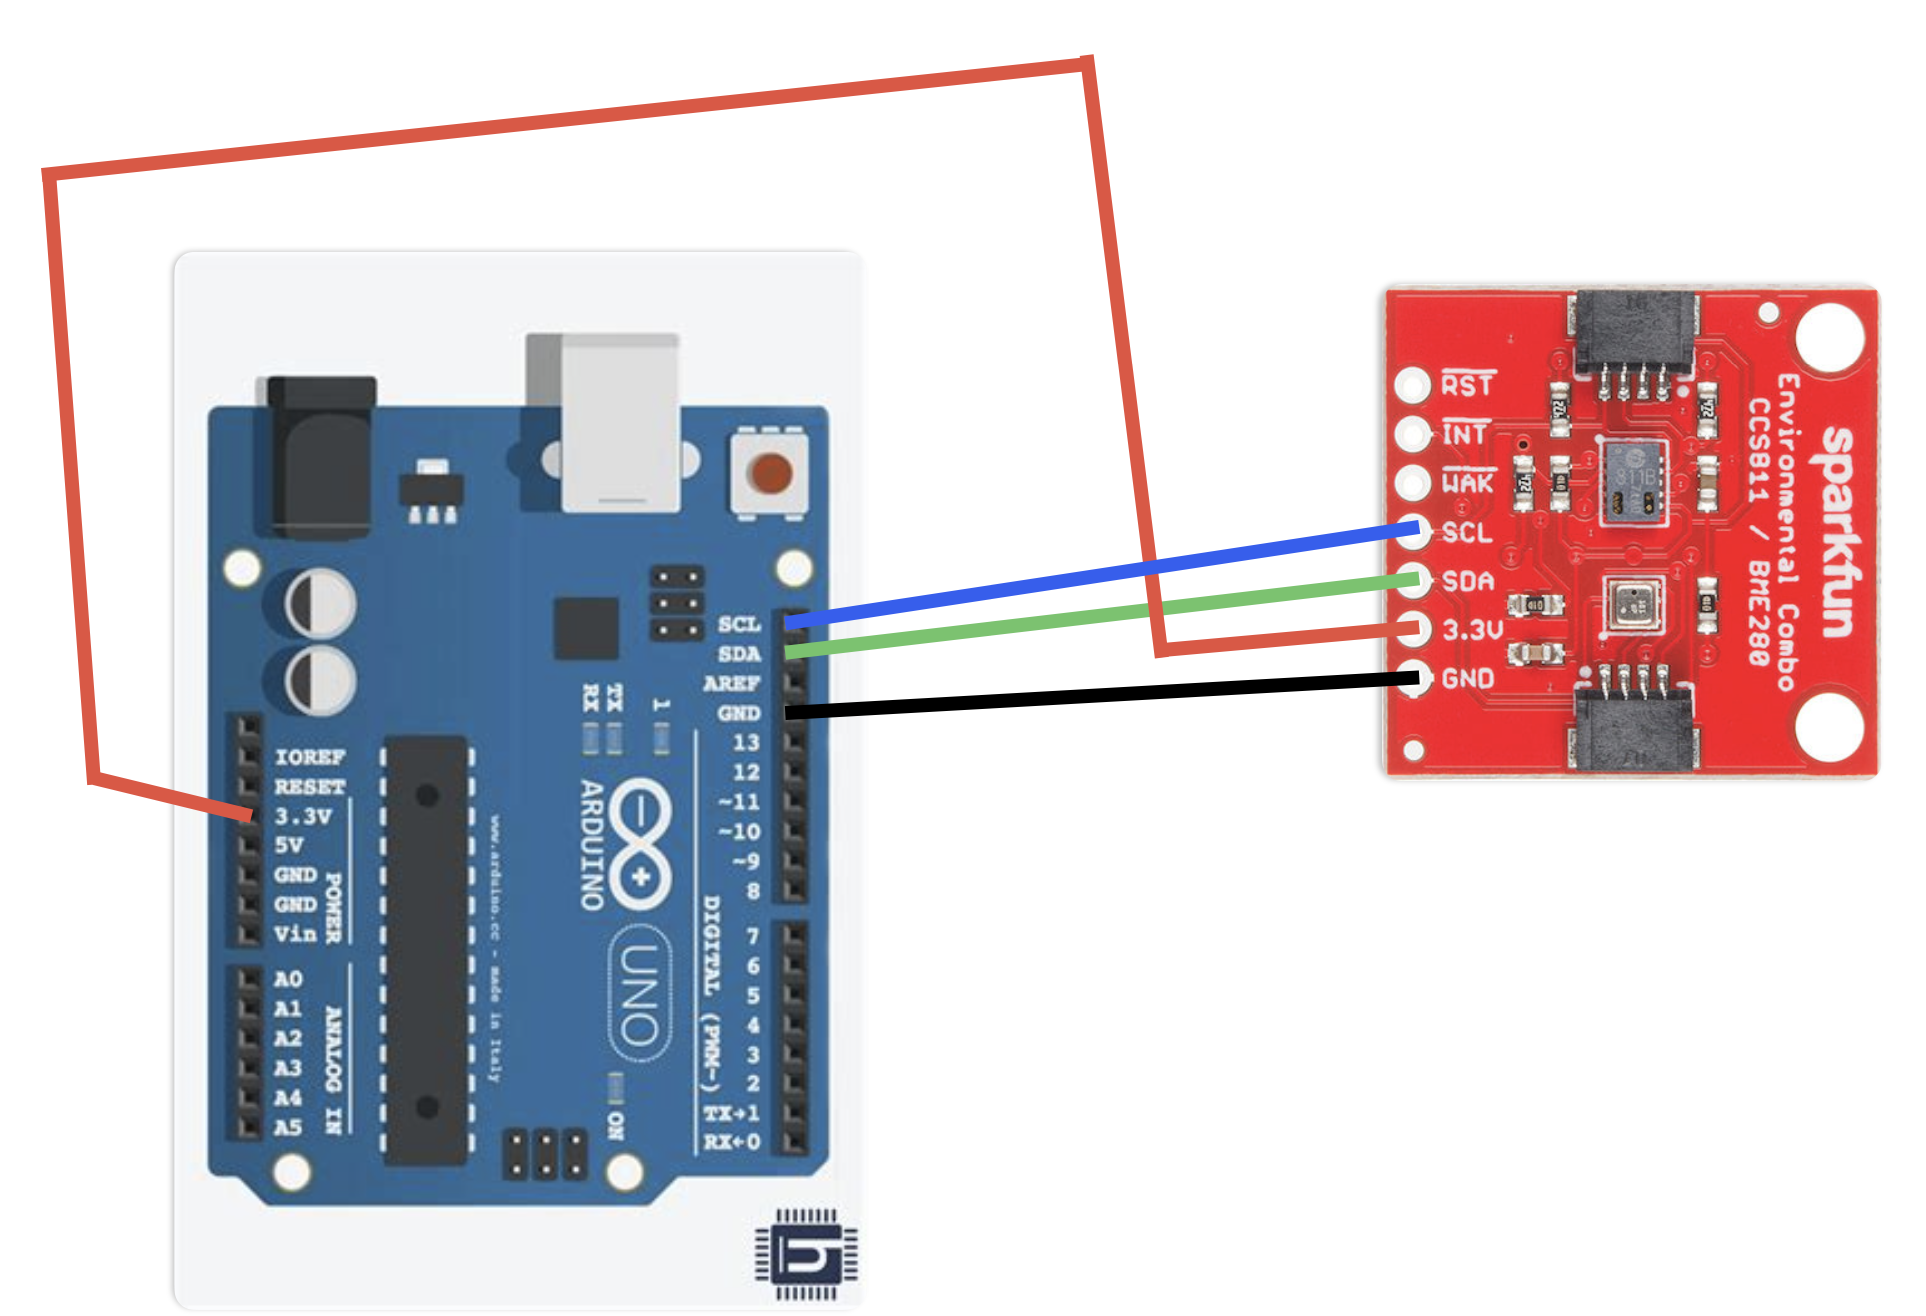 SCL
SDA
AREF
GND
13
12
~11
~10
~9
8
7
6
5
4
3
2
TX→1
RX←0
DIGITAL (PWM~)
IOREF
RESET
3.3V
5V
GND
GND
Vin
POWER
A0
A1
A2
A3
A4
A5
ANALOG IN
RX
TX
1
ARDUINO
UNO
ON
www.arduino.cc - made in Italy
RST
INT
WAK
SCL
SDA
3.3V
GND
sparkfun
Environmental Combo
CCS811 / BME280
811B